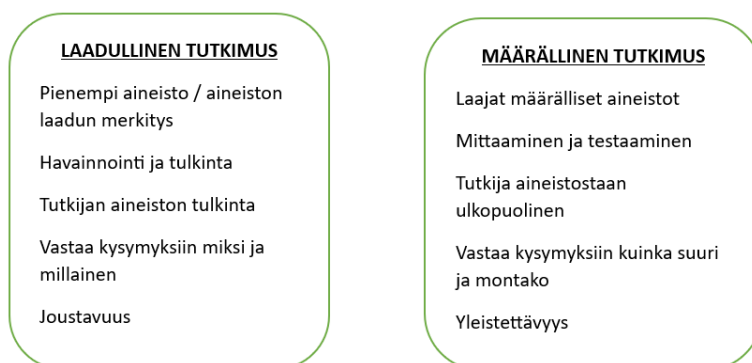 LAADULLINEN TUTKIMUS
Pienempi aineisto / aineiston
laadun merkitys
Havainnointi ja tulkinta
Tutkijan aineiston tulkinta
Vastaa kysymyksiin miksi ja
millainen
Joustavuus
MÄÄRÄLLINEN TUTKIMUS
Laajat määrälliset aineistot
Mittaaminen ja testaaminen
Tutkija aineistostaan
ulkopuolinen
Vastaa kysymyksiin kuinka suuri
ja montako
Yleistettävyys